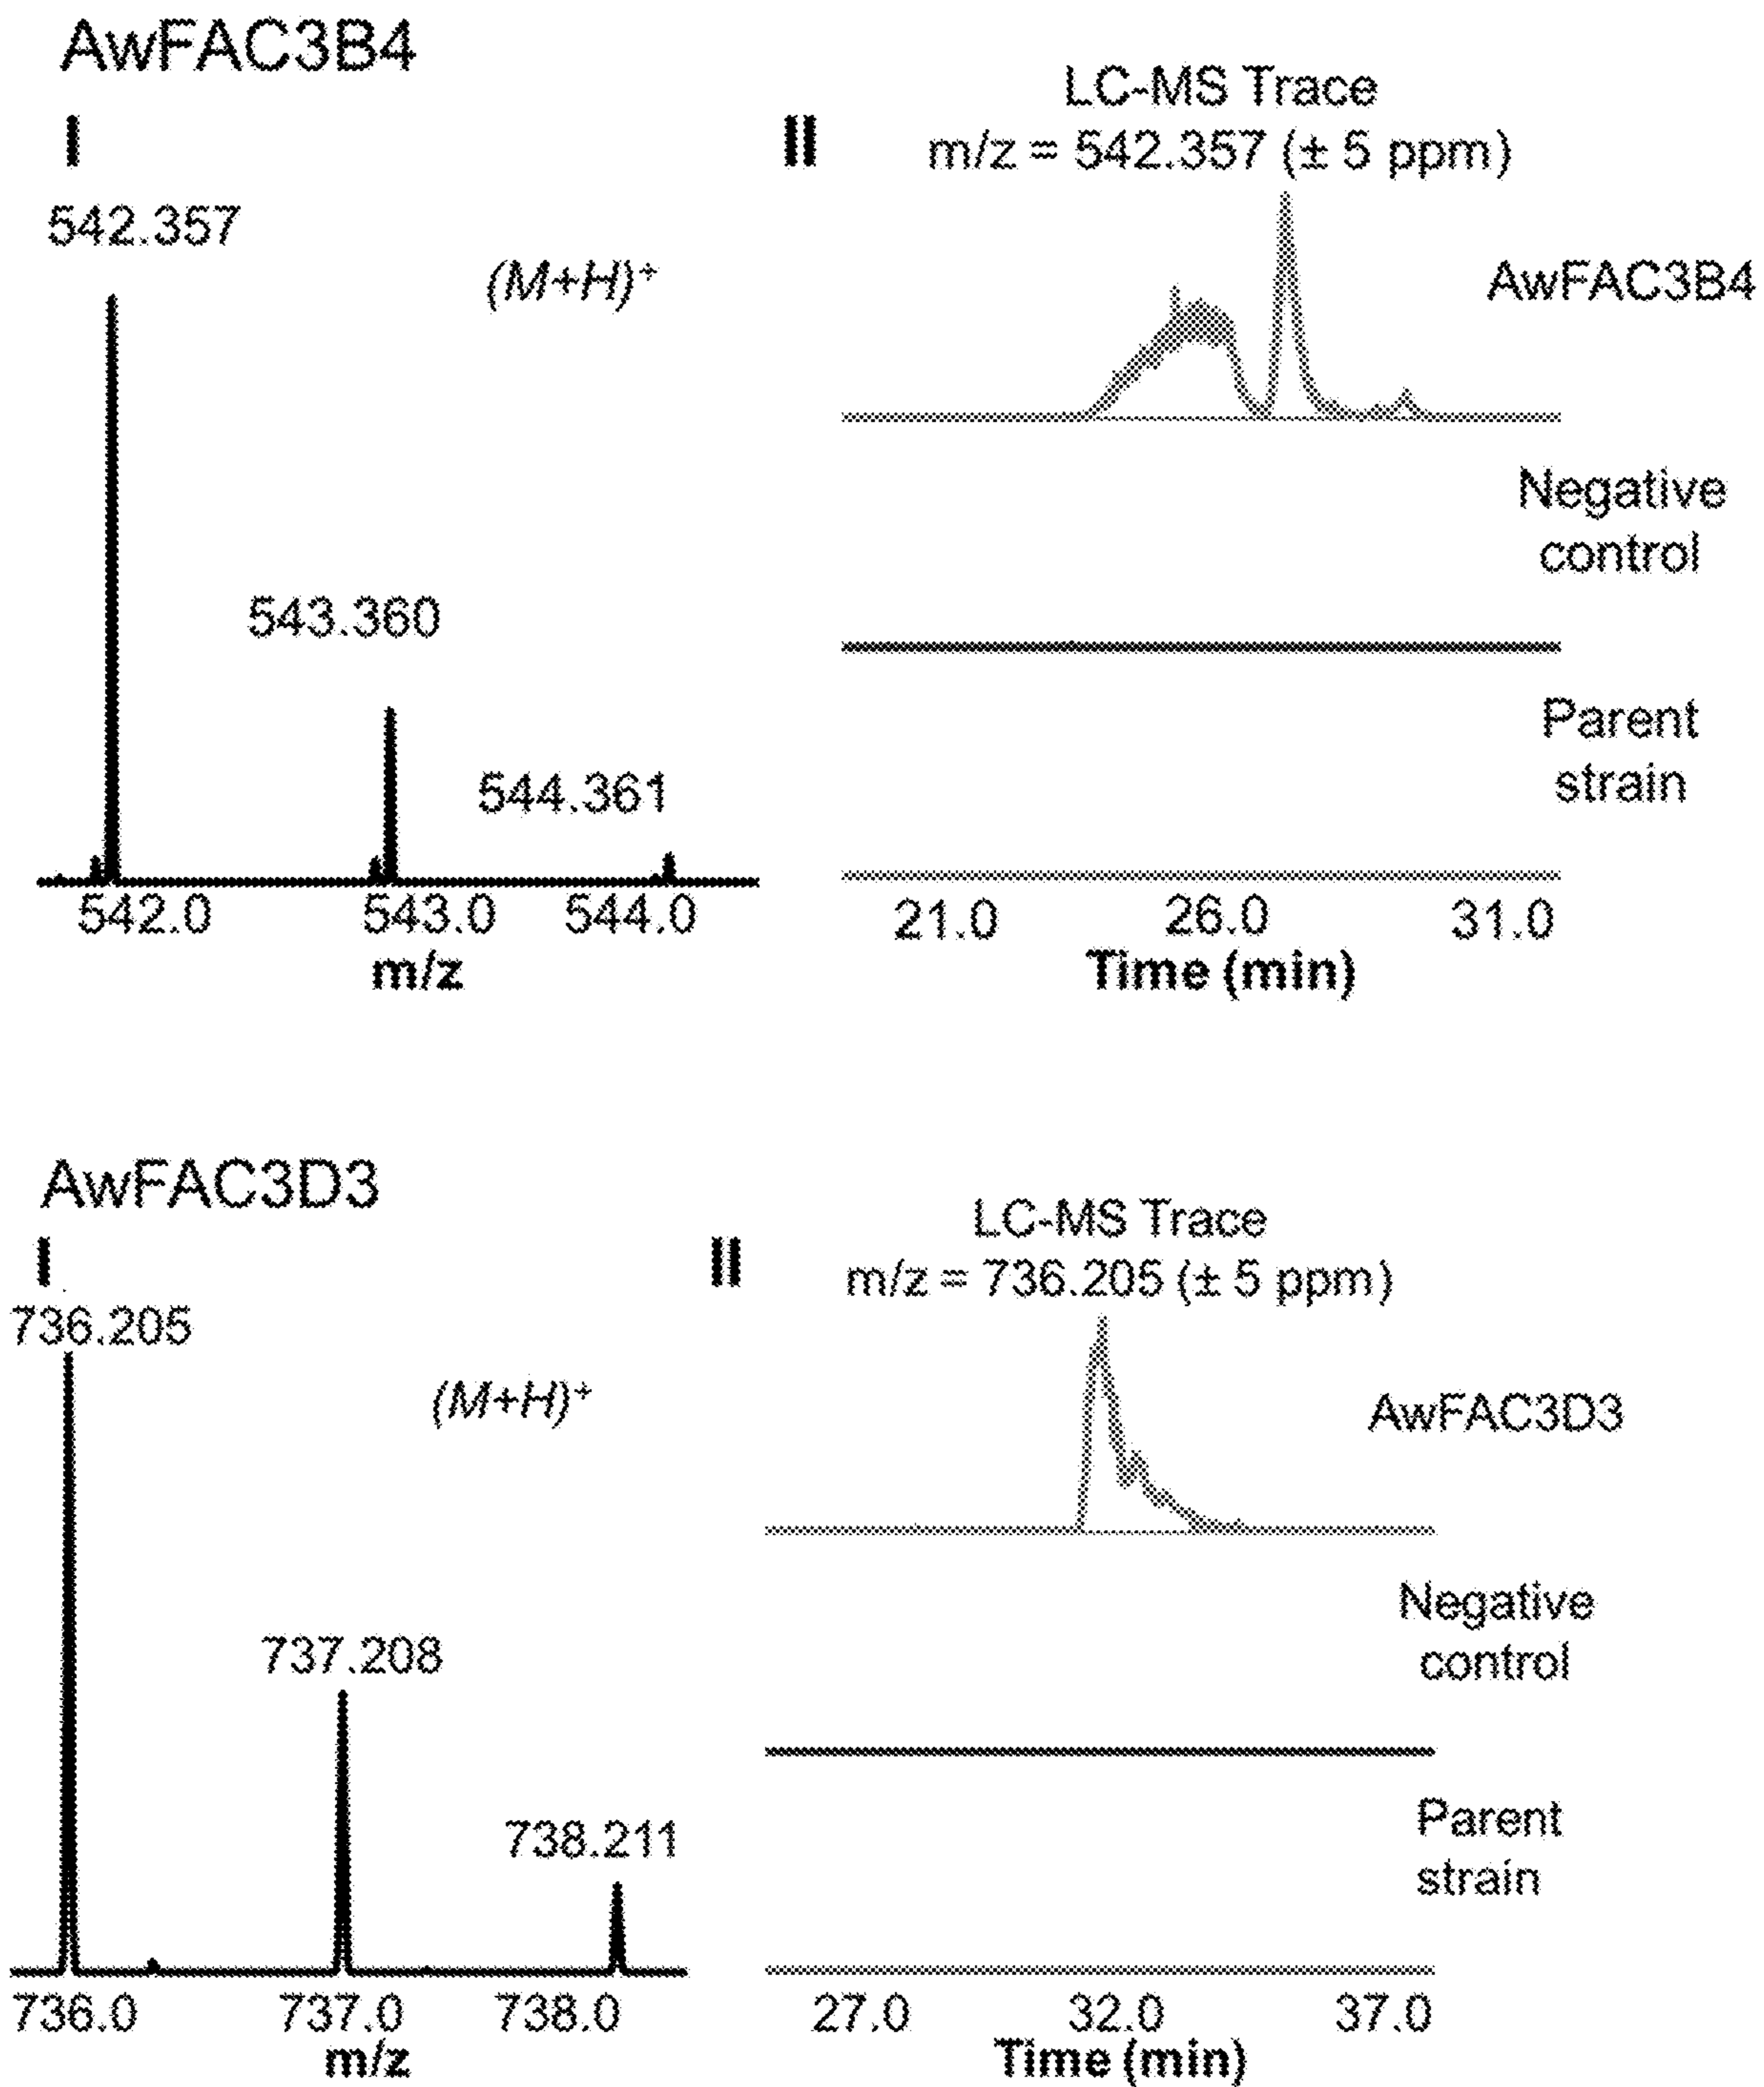 AwFAC3B4
I
542.357
(M+H)+
543.360
544.361
542.0 543.0 544.0
m/z
II
LC-MS Trace
m/z = 542.357 (± 5 ppm)
AwFAC3B4
Negative
control
Parent
strain
21.0 26.0 31.0
Time (min)
AwFAC3D3
I
736.205
(M+H)+
737.208
738.211
736.0 737.0 738.0
m/z
II
LC-MS Trace
m/z = 736.205 (± 5 ppm)
AwFAC3D3
Negative
control
Parent
strain
27.0 32.0 37.0
Time (min)